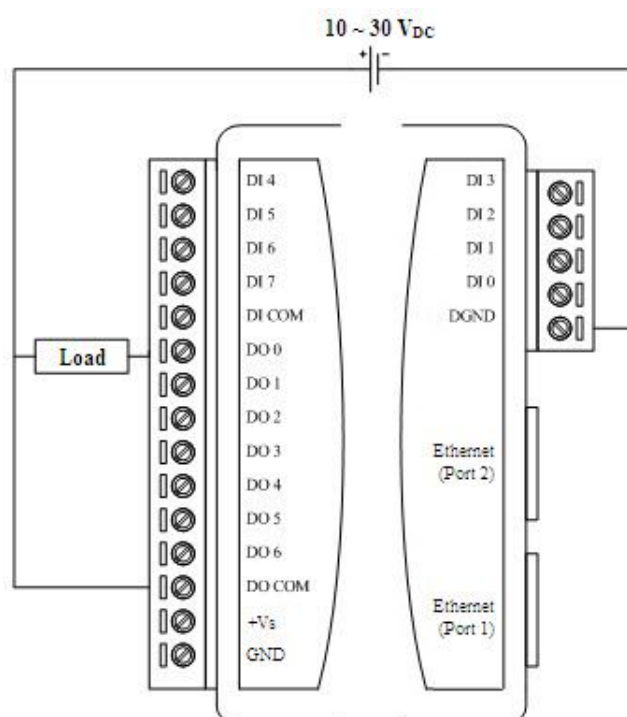 10 ~ 30 VDC
+ −
DI 4
DI 5
DI 6
DI 7
DI COM
DO 0
DO 1
DO 2
DO 3
DO 4
DO 5
DO 6
DO COM
+Vs
GND
Load
DI 3
DI 2
DI 1
DI 0
DGND
Ethernet
(Port 2)
Ethernet
(Port 1)